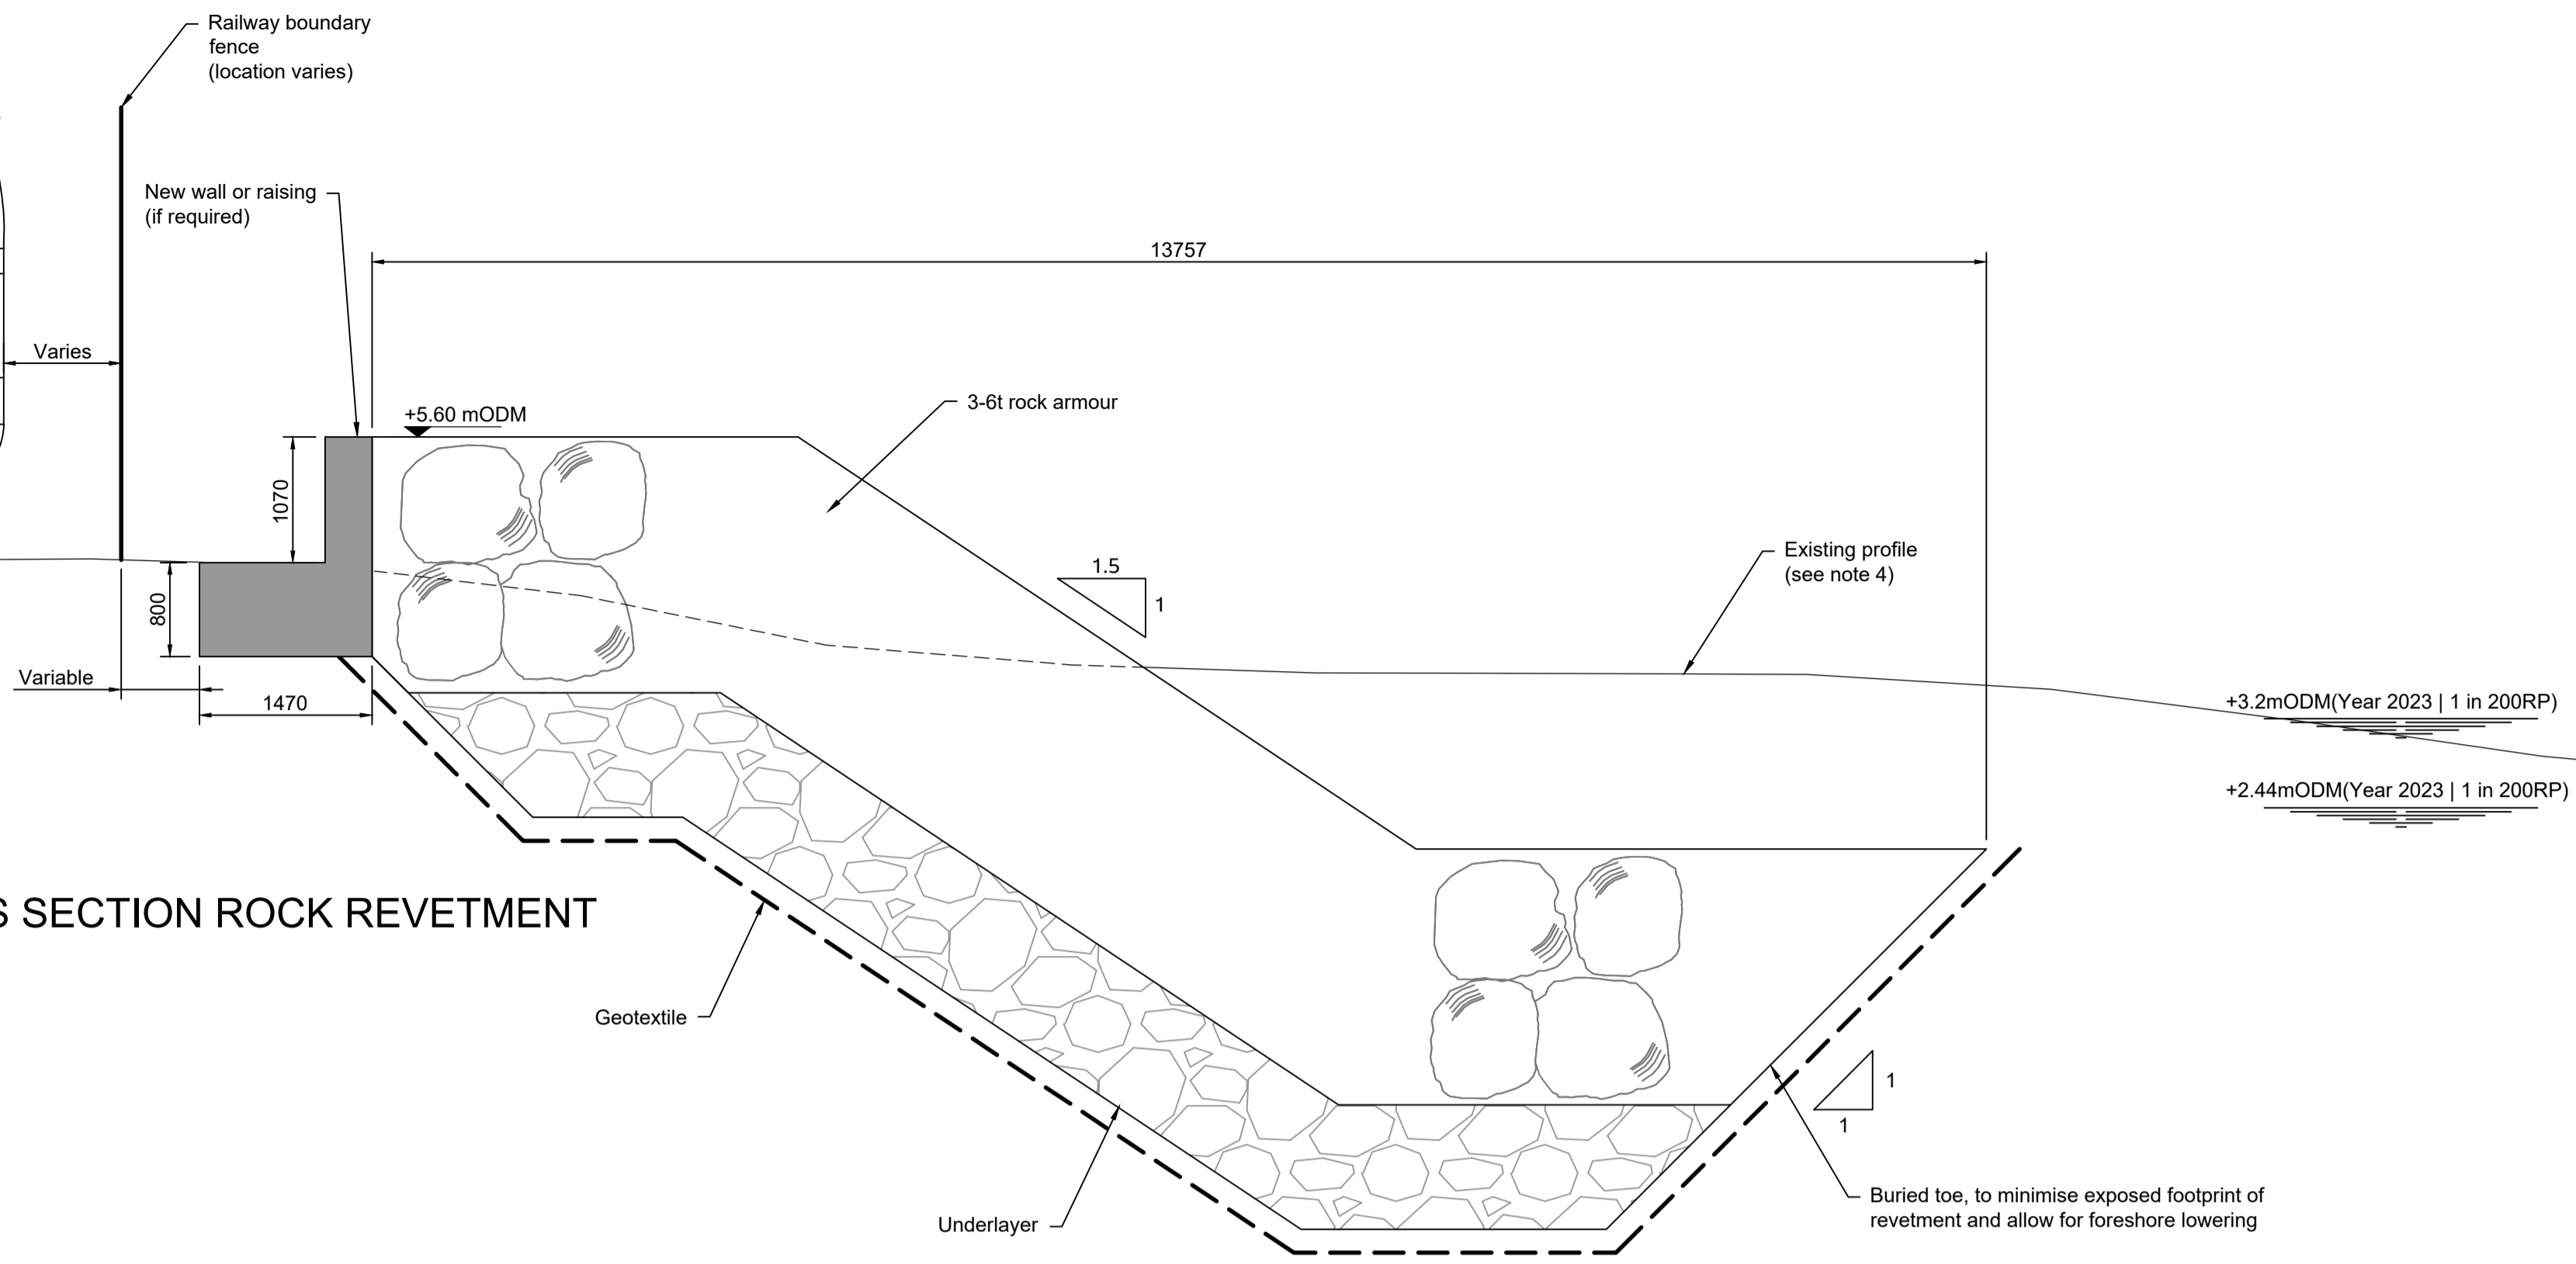 Railway boundary
fence
(location varies)
New wall or raising
(if required)
13757
Varies
+5.60 mODM
3-6t rock armour
1070
Existing profile
(see note 4)
1.5
1
800
Variable
1470
+3.2mODM(Year 2023 | 1 in 200RP)
+2.44mODM(Year 2023 | 1 in 200RP)
S SECTION ROCK REVETMENT
Geotextile
1
1
Underlayer
Buried toe, to minimise exposed footprint of
revetment and allow for foreshore lowering